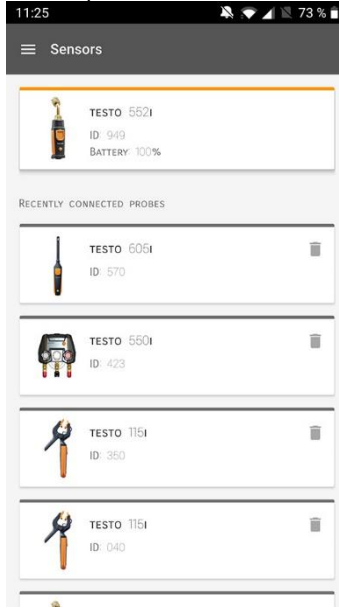 11:25
73 %
Sensors
TESTO 552I
ID: 949
BATTERY: 100%
RECENTLY CONNECTED PROBES
TESTO 605I
ID: 570
TESTO 550I
ID: 423
TESTO 115I
ID: 350
TESTO 115I
ID: 040